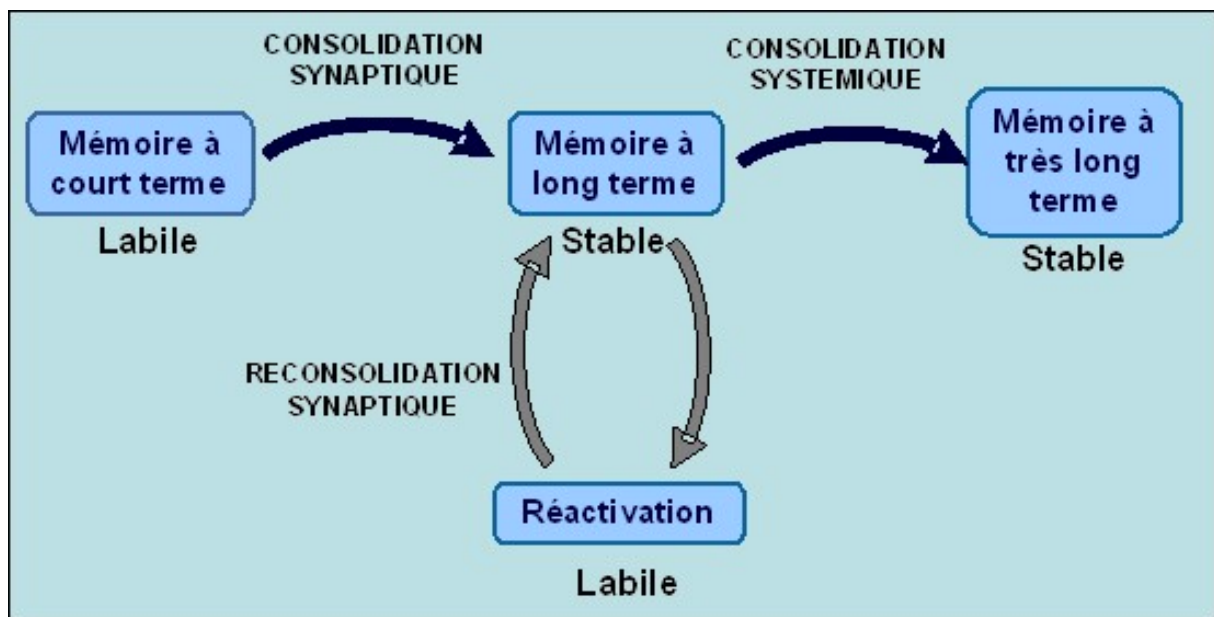 CONSOLIDATION
SYNAPTIQUE
CONSOLIDATION
SYSTEMIQUE
Mémoire à
court terme
Labile
Mémoire à
long terme
Stable
Mémoire à
très long
terme
Stable
RECONSOLIDATION
SYNAPTIQUE
Réactivation
Labile